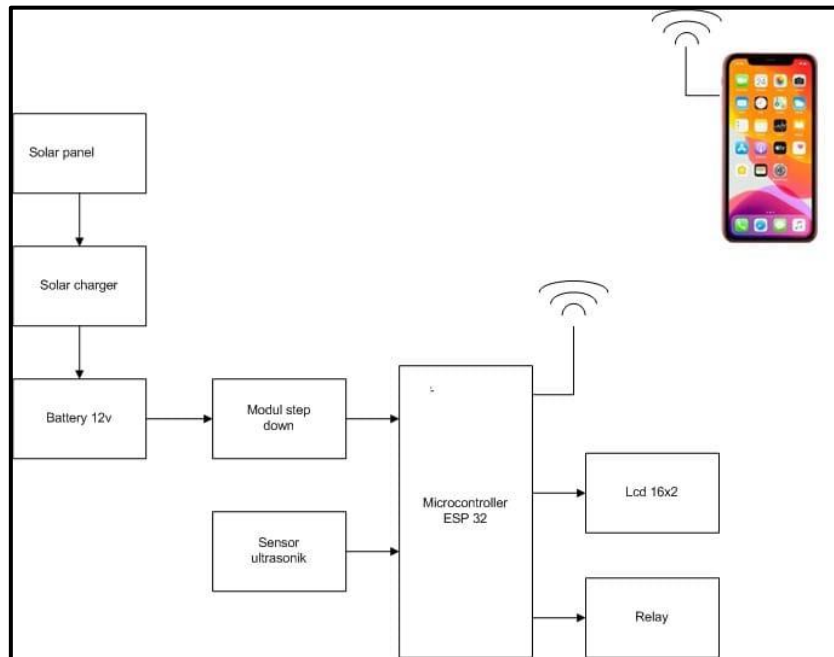 Solar panel
Solar charger
Battery 12v
Modul step
down
Sensor
ultrasonik
Microcontroller
ESP 32
Lcd 16x2
Relay